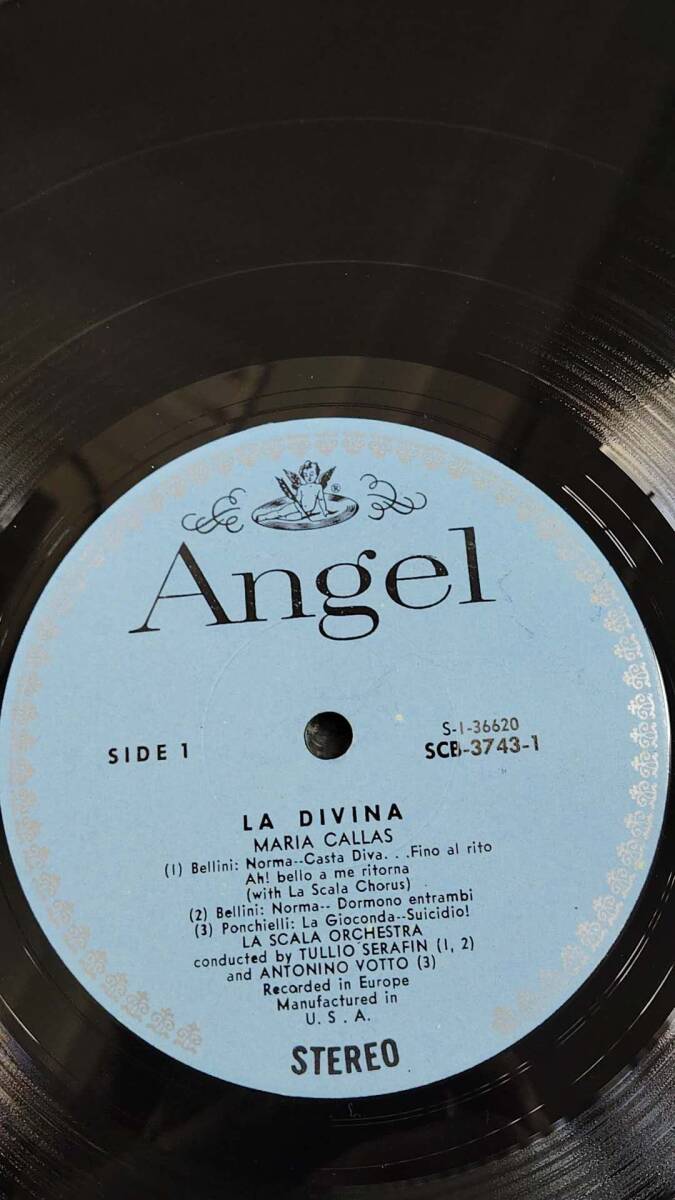 ®
Angel
SIDE 1
S-1-36620
SCB-3743-1
LA DIVINA
MARIA CALLAS
(1) Bellini: Norma--Casta Diva. . .Fino al rito
Ah! bello a me ritorna
(with La Scala Chorus)
(2) Bellini: Norma-- Dormono entrambi
(3) Ponchielli: La Gioconda--Suicidio!
LA SCALA ORCHESTRA
conducted by TULLIO SERAFIN (1, 2)
and ANTONINO VOTTO (3)
Recorded in Europe
Manufactured in
U. S. A.
STEREO